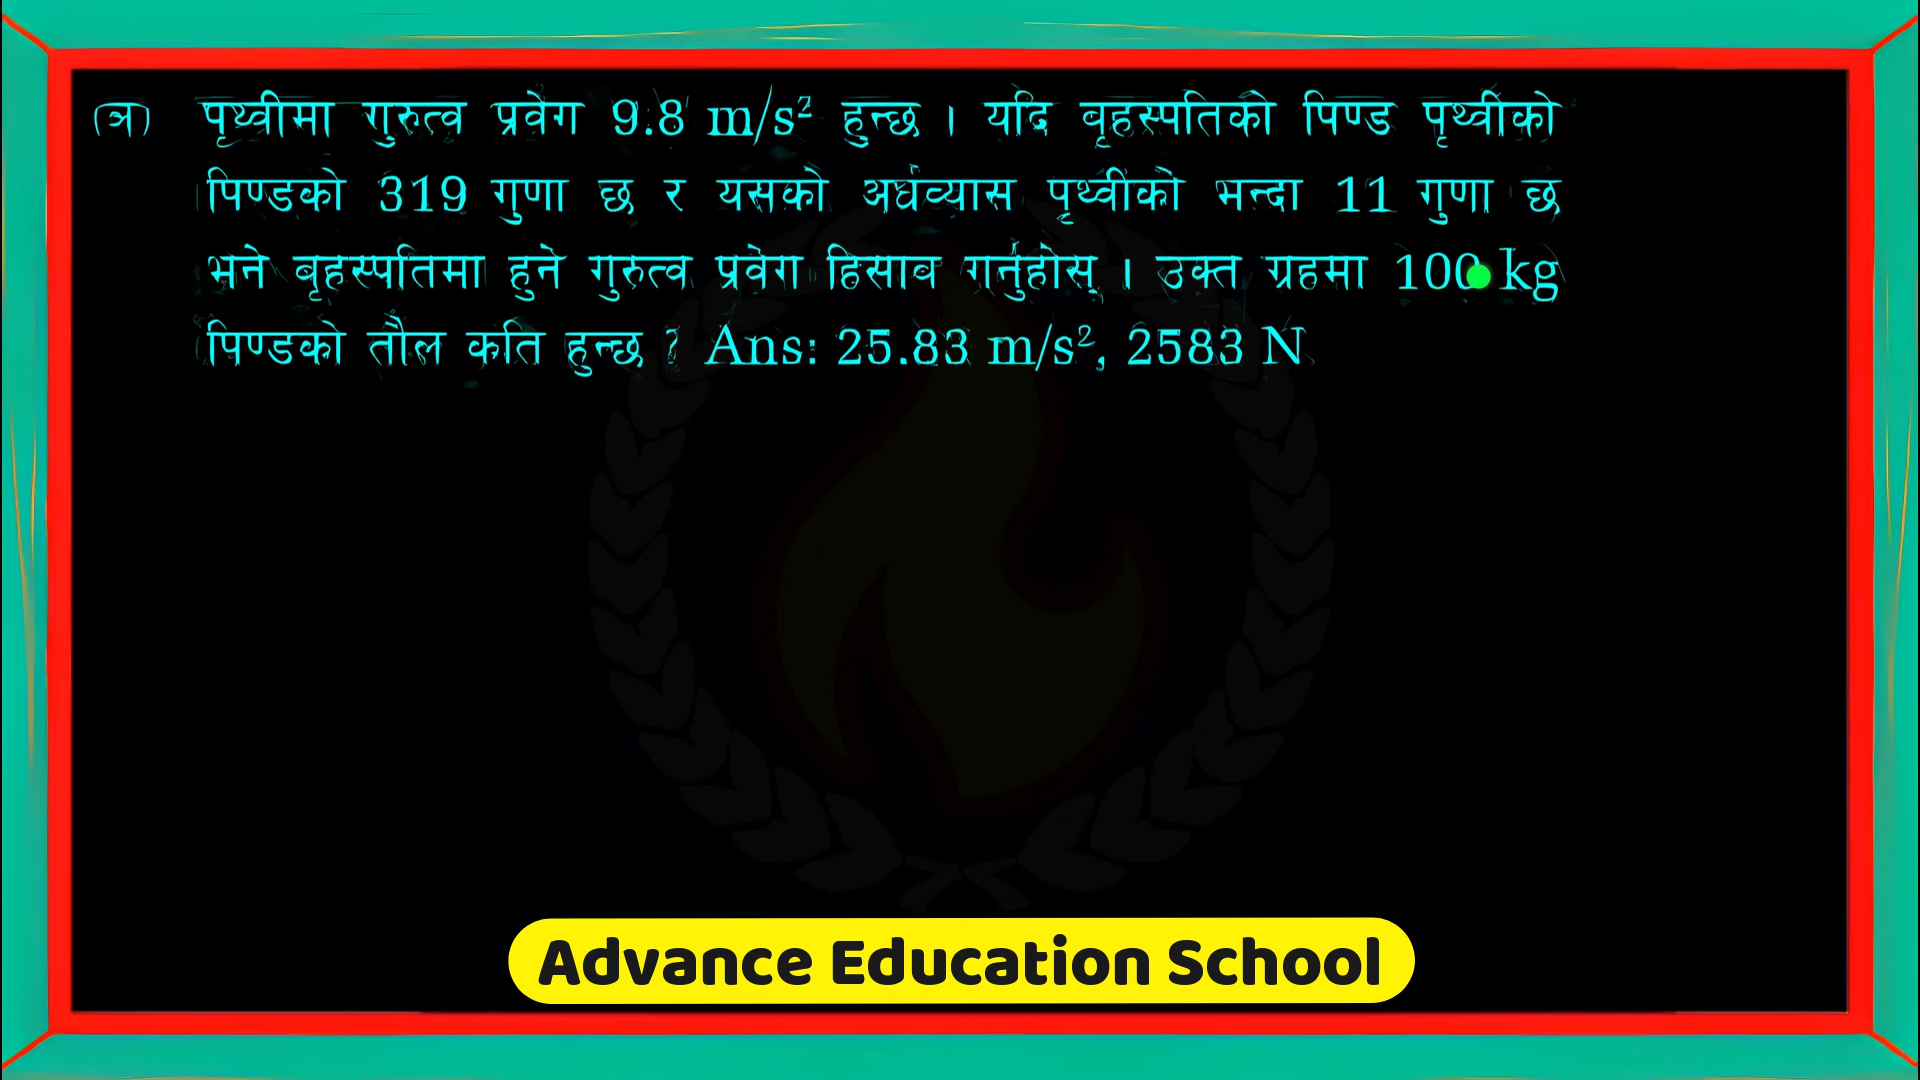 (ञ) पृथ्वीमा गुरुत्व प्रवेग 9.8 m/s² हुन्छ । यदि बृहस्पतिको पिण्ड पृथ्वीको
पिण्डको 319 गुणा छ र यसको अर्धव्यास पृथ्वीको भन्दा 11 गुणा छ
भने बृहस्पतिमा हुने गुरुत्व प्रवेग हिसाब गर्नुहोस् । उक्त ग्रहमा 100 kg
पिण्डको तौल कति हुन्छ ? Ans: 25.83 m/s², 2583 N
Advance Education School